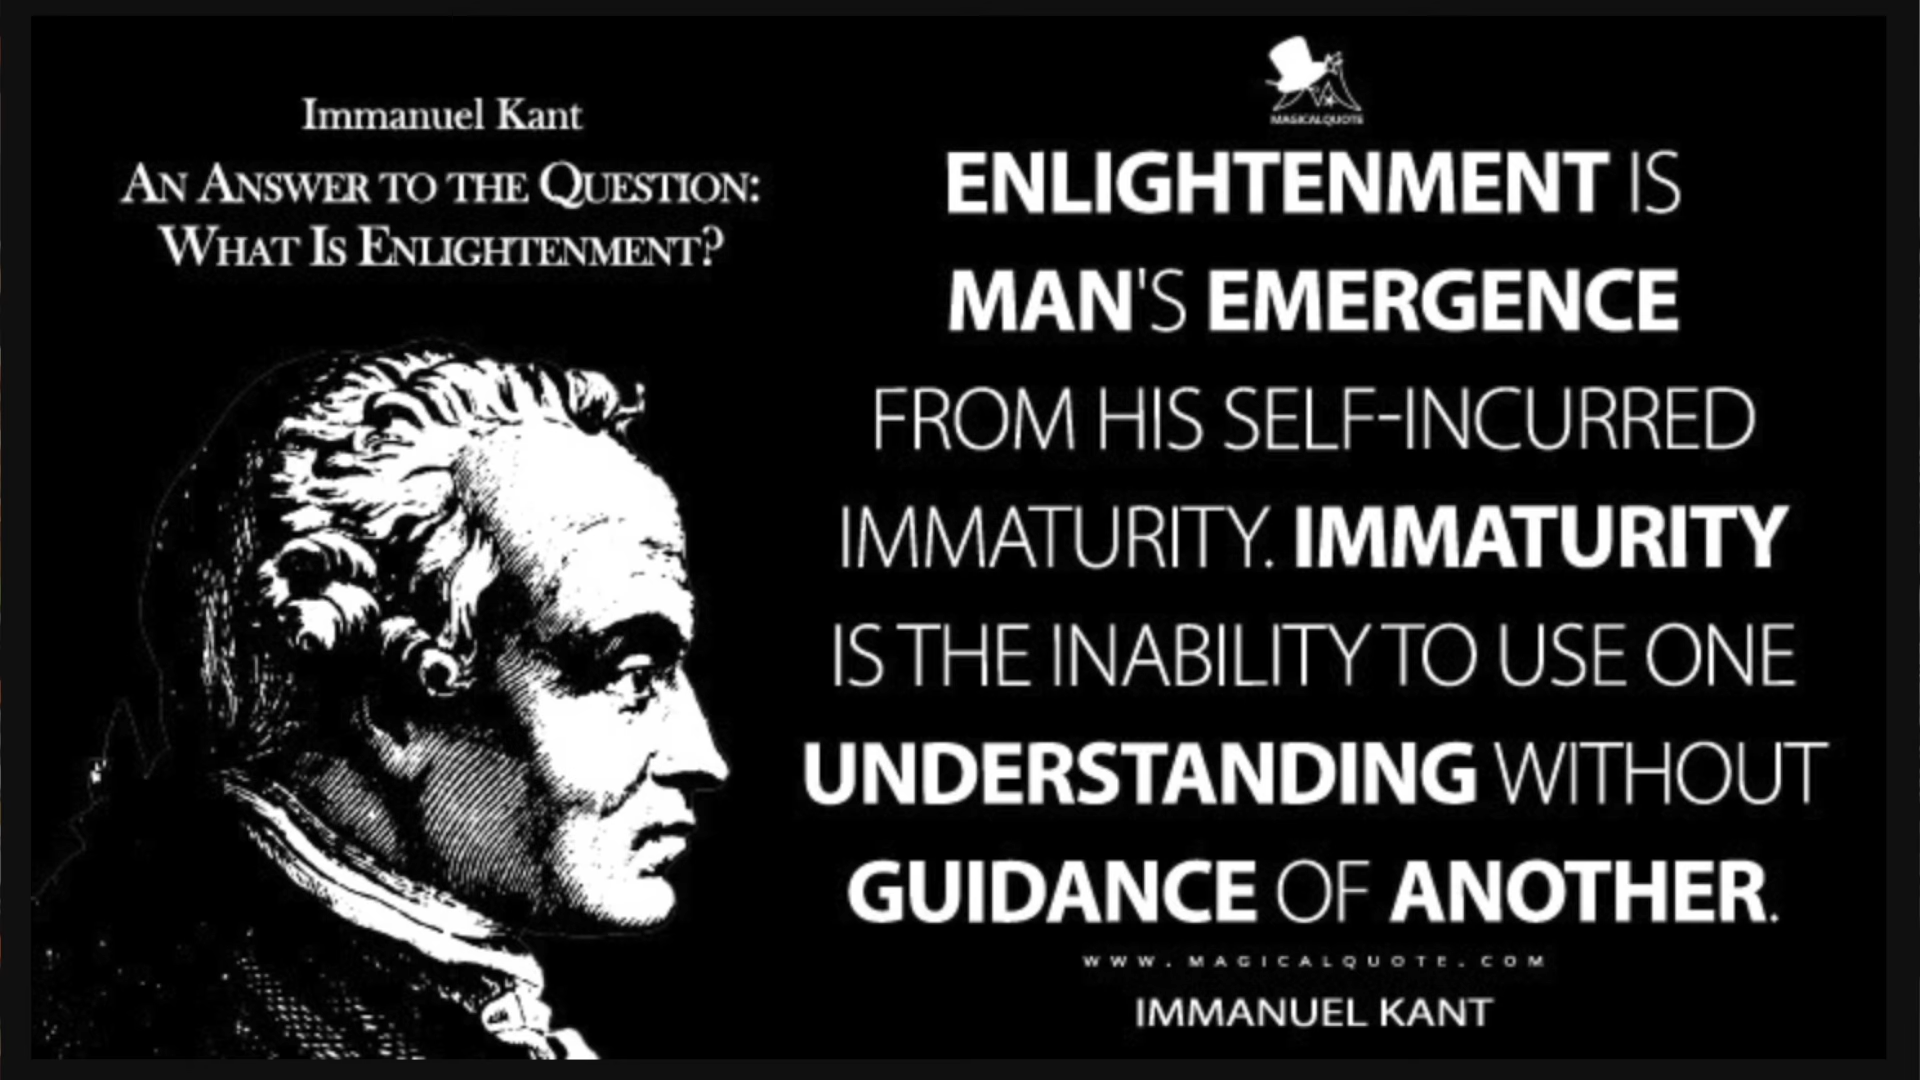 Immanuel Kant
AN ANSWER TO THE QUESTION:
WHAT IS ENLIGHTENMENT?
MAGICALQUOTE
ENLIGHTENMENT IS
MAN'S EMERGENCE
FROM HIS SELF-INCURRED
IMMATURITY. IMMATURITY
IS THE INABILITY TO USE ONE
UNDERSTANDING WITHOUT
GUIDANCE OF ANOTHER.
WWW.MAGICALQUOTE.COM
IMMANUEL KANT